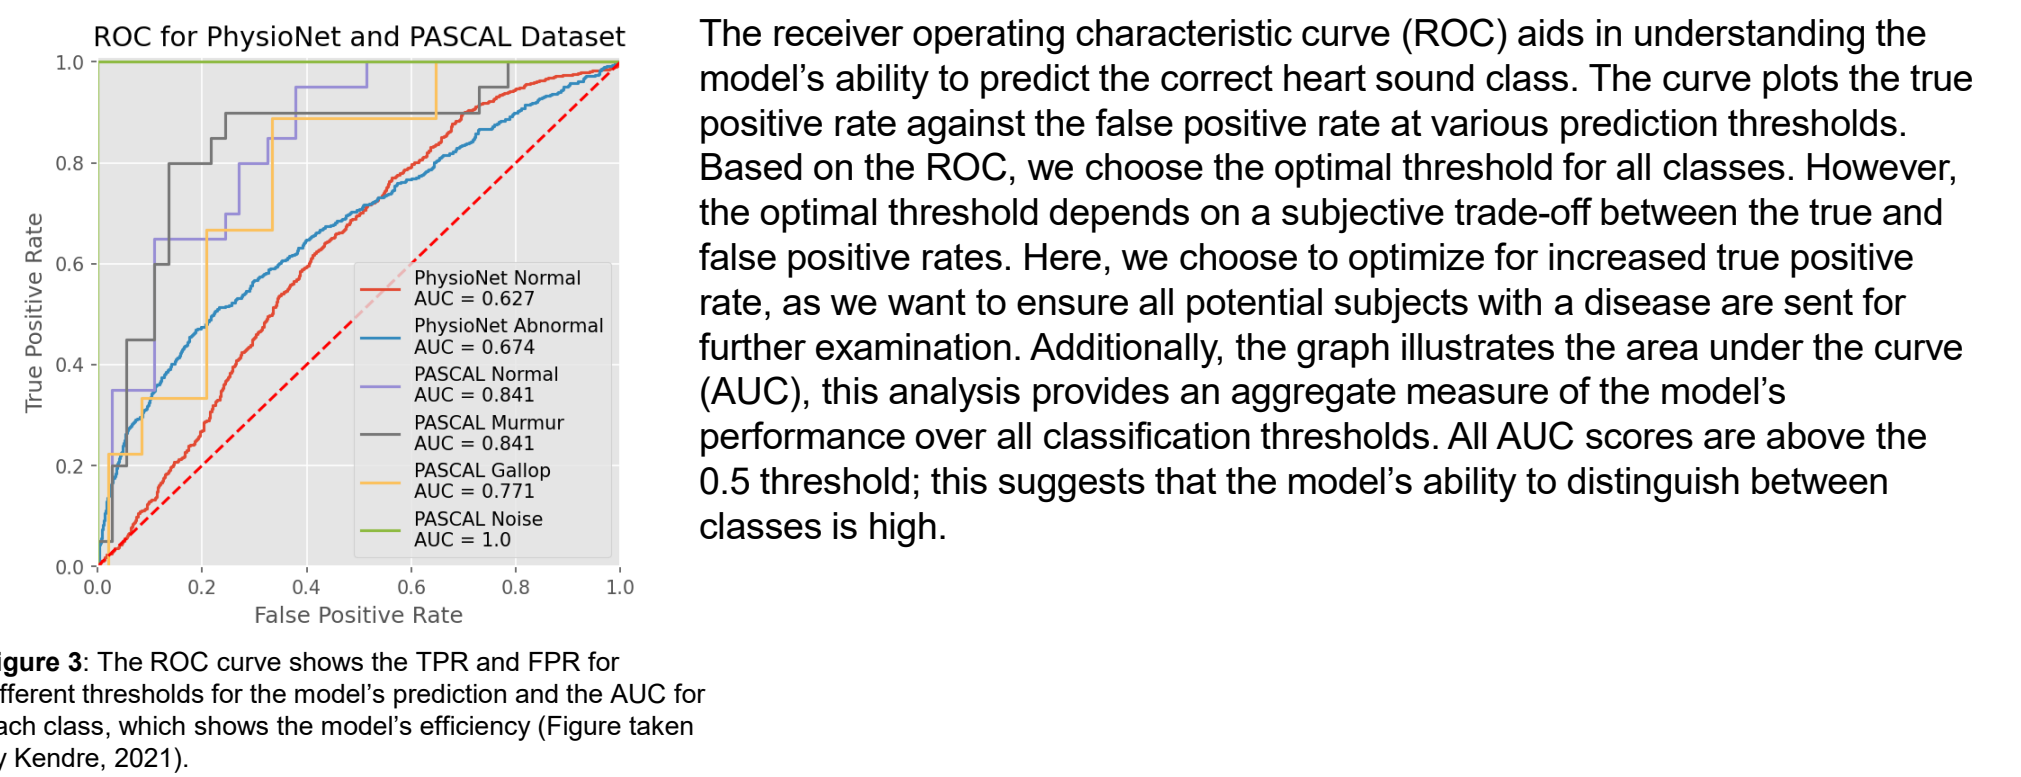 ROC for PhysioNet and PASCAL Dataset
1.0
0.8
0.6
0.4
0.2
0.0
True Positive Rate
PhysioNet Normal
AUC = 0.627
PhysioNet Abnormal
AUC = 0.674
PASCAL Normal
AUC = 0.841
PASCAL Murmur
AUC = 0.841
PASCAL Gallop
AUC = 0.771
PASCAL Noise
AUC = 1.0
0.0 0.2 0.4 0.6 0.8 1.0
False Positive Rate
igure 3: The ROC curve shows the TPR and FPR for
fferent thresholds for the model's prediction and the AUC for
ach class, which shows the model's efficiency (Figure taken
y Kendre, 2021).
The receiver operating characteristic curve (ROC) aids in understanding the
model's ability to predict the correct heart sound class. The curve plots the true
positive rate against the false positive rate at various prediction thresholds.
Based on the ROC, we choose the optimal threshold for all classes. However,
the optimal threshold depends on a subjective trade-off between the true and
false positive rates. Here, we choose to optimize for increased true positive
rate, as we want to ensure all potential subjects with a disease are sent for
further examination. Additionally, the graph illustrates the area under the curve
(AUC), this analysis provides an aggregate measure of the model's
performance over all classification thresholds. All AUC scores are above the
0.5 threshold; this suggests that the model's ability to distinguish between
classes is high.